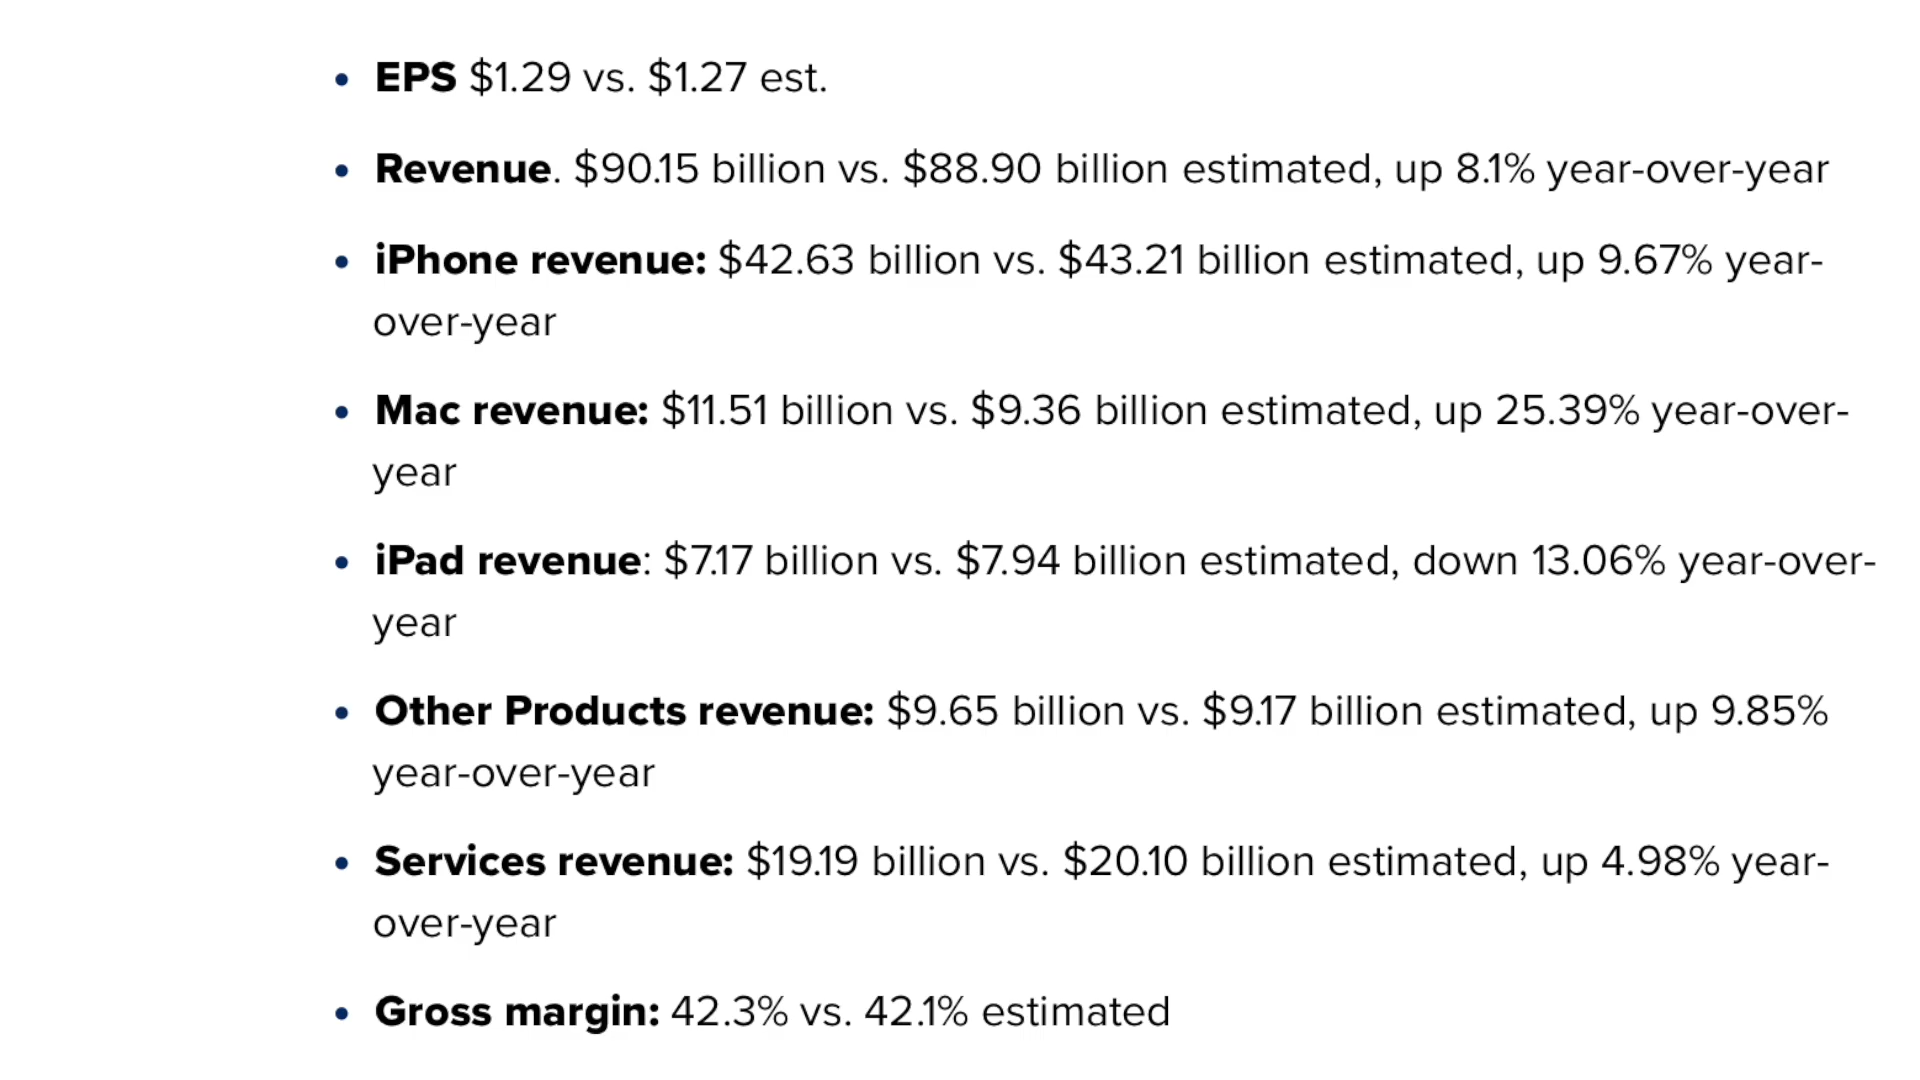 • EPS $1.29 vs. $1.27 est.
• Revenue. $90.15 billion vs. $88.90 billion estimated, up 8.1% year-over-year
• iPhone revenue: $42.63 billion vs. $43.21 billion estimated, up 9.67% year-
over-year
• Mac revenue: $11.51 billion vs. $9.36 billion estimated, up 25.39% year-over-
year
• iPad revenue: $7.17 billion vs. $7.94 billion estimated, down 13.06% year-over-
year
• Other Products revenue: $9.65 billion vs. $9.17 billion estimated, up 9.85%
year-over-year
• Services revenue: $19.19 billion vs. $20.10 billion estimated, up 4.98% year-
over-year
• Gross margin: 42.3% vs. 42.1% estimated